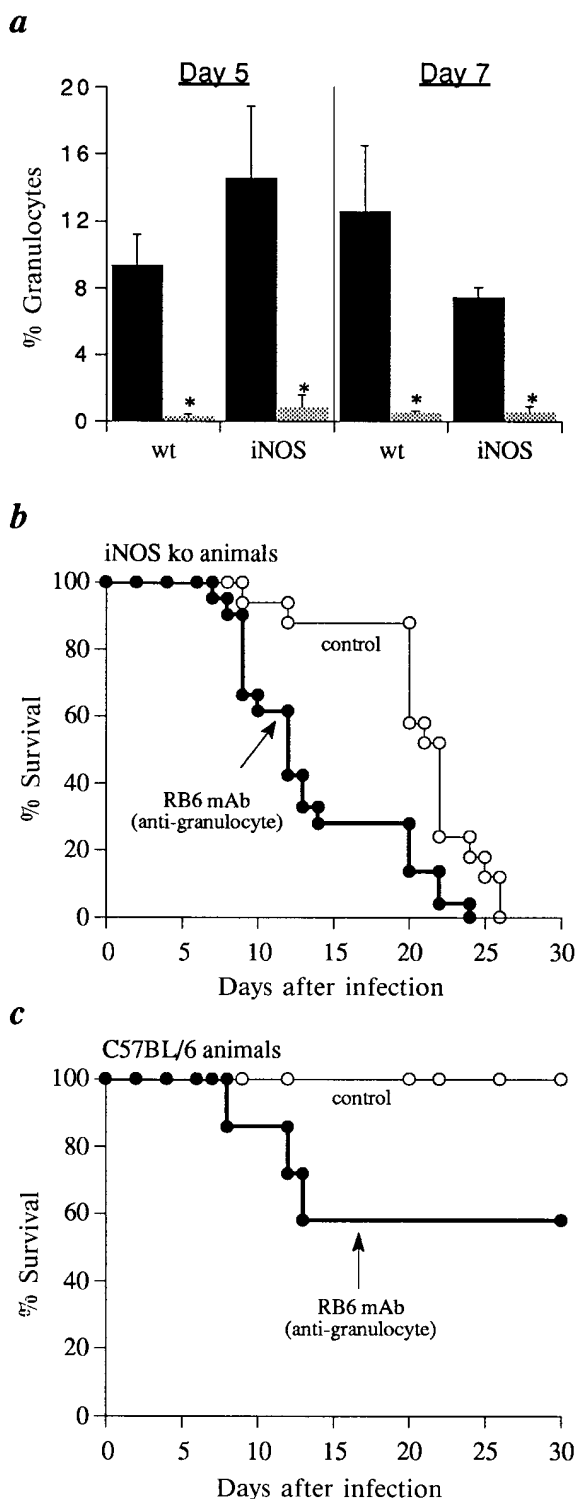 a
Day 5
Day 7
20
16
12
8
4
0
% Granulocytes
*
*
*
*
wt
iNOS
wt
iNOS
b
iNOS ko animals
100
80
60
40
20
0
% Survival
control
RB6 mAb
(anti-granulocyte)
0 5 10 15 20 25 30
Days after infection
c
C57BL/6 animals
100
80
60
40
20
0
% Survival
control
RB6 mAb
(anti-granulocyte)
0 5 10 15 20 25 30
Days after infection